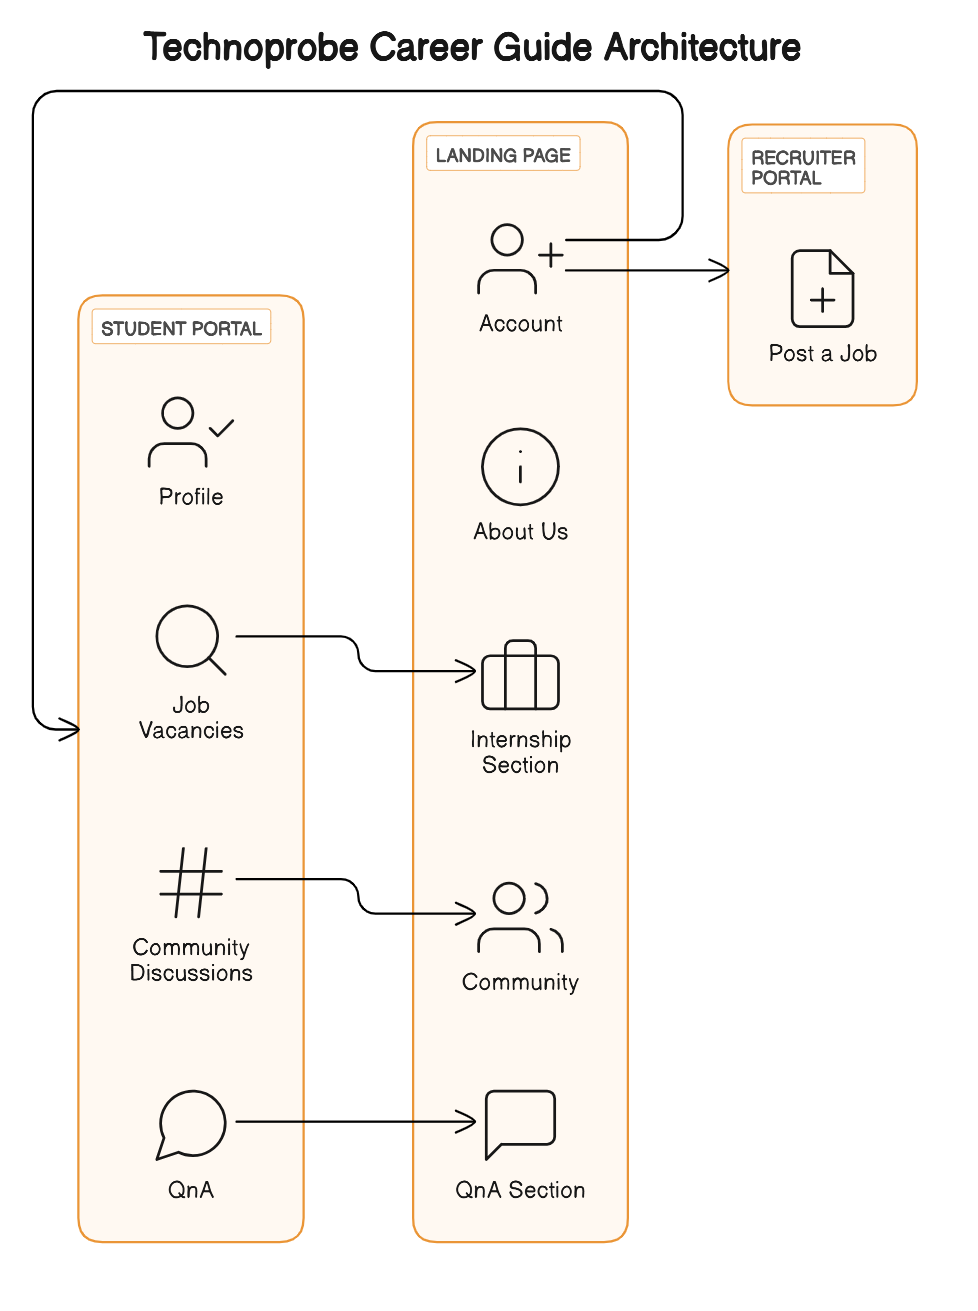 Technoprobe Career Guide Architecture
LANDING PAGE
Account
About Us
Internship
Section
Community
QnA Section
RECRUITER
PORTAL
Post a Job
STUDENT PORTAL
Profile
Job
Vacancies
Community
Discussions
QnA